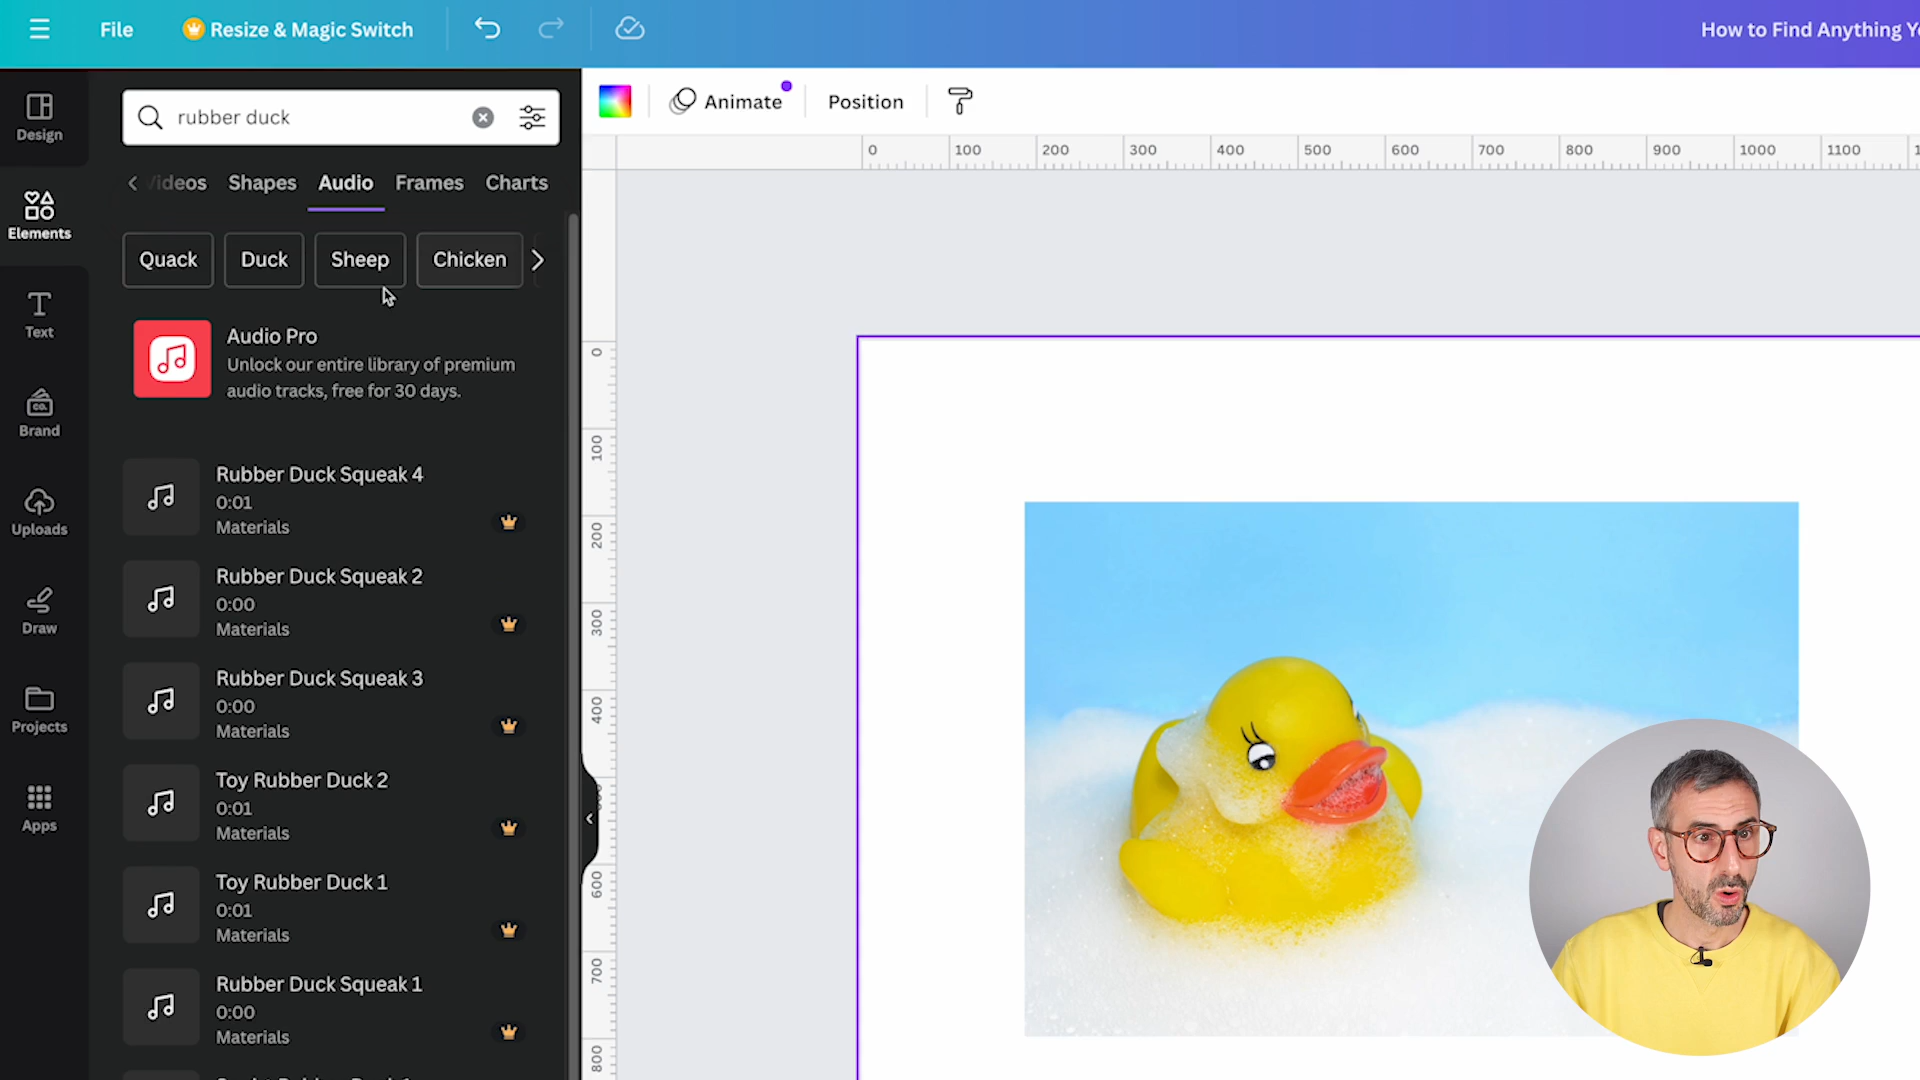 File
Resize & Magic Switch
How to Find Anything
Design
Elements
Text
Brand
CO.
Uploads
Draw
Projects
Apps
rubber duck
Shapes
Audio
Frames
Charts
Quack
Duck
Sheep
Chicken
Audio Pro
Unlock our entire library of premium
audio tracks, free for 30 days.
Rubber Duck Squeak 4
0:01
Materials
Rubber Duck Squeak 2
0:00
Materials
Rubber Duck Squeak 3
0:00
Materials
Toy Rubber Duck 2
0:01
Materials
Toy Rubber Duck 1
0:01
Materials
Rubber Duck Squeak 1
0:00
Materials
Animate
Position
0 100 200 300 400 500 600 700 800 900 1000 1100
0
100
200
300
400
600
700
800